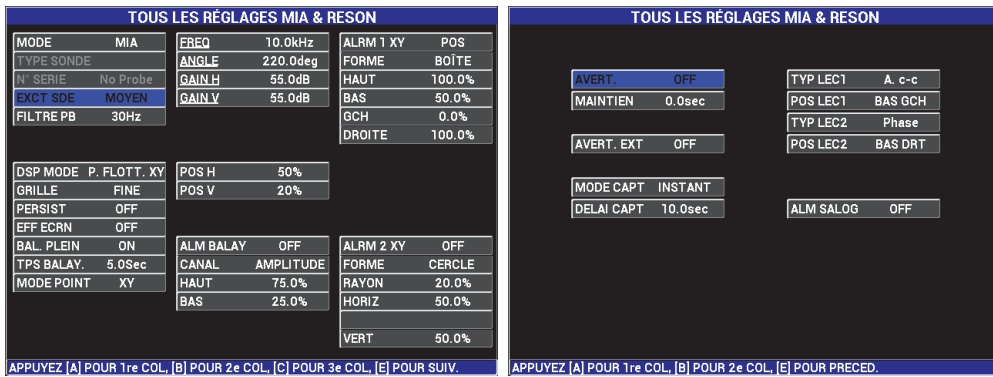 TOUS LES RÉGLAGES MIA & RESON
MODE MIA
TYPE SONDE
N° SERIE No Probe
EXCT SDE MOYEN
FILTRE PB 30Hz
FREQ 10.0kHz
ANGLE 220.0deg
GAIN H 55.0dB
GAIN V 55.0dB
ALRM 1 XY POS
FORME BOÎTE
HAUT 100.0%
BAS 50.0%
GCH 0.0%
DROITE 100.0%
DSP MODE P. FLOTT. XY
GRILLE FINE
PERSIST OFF
EFF ECRN OFF
BAL. PLEIN ON
TPS BALAY. 5.0Sec
MODE POINT XY
POS H 50%
POS V 20%
ALM BALAY OFF
CANAL AMPLITUDE
HAUT 75.0%
BAS 25.0%
ALRM 2 XY OFF
FORME CERCLE
RAYON 20.0%
HORIZ 50.0%
VERT 50.0%
APPUYEZ [A] POUR 1re COL, [B] POUR 2e COL, [C] POUR 3e COL, [E] POUR SUIV.
TOUS LES RÉGLAGES MIA & RESON
AVERT. OFF
MAINTIEN 0.0sec
AVERT. EXT OFF
MODE CAPT INSTANT
DELAI CAPT 10.0sec
TYP LEC1 A. c-c
POS LEC1 BAS GCH
TYP LEC2 Phase
POS LEC2 BAS DRT
ALM SALOG OFF
APPUYEZ [A] POUR 1re COL, [B] POUR 2e COL, [E] POUR PRECED.